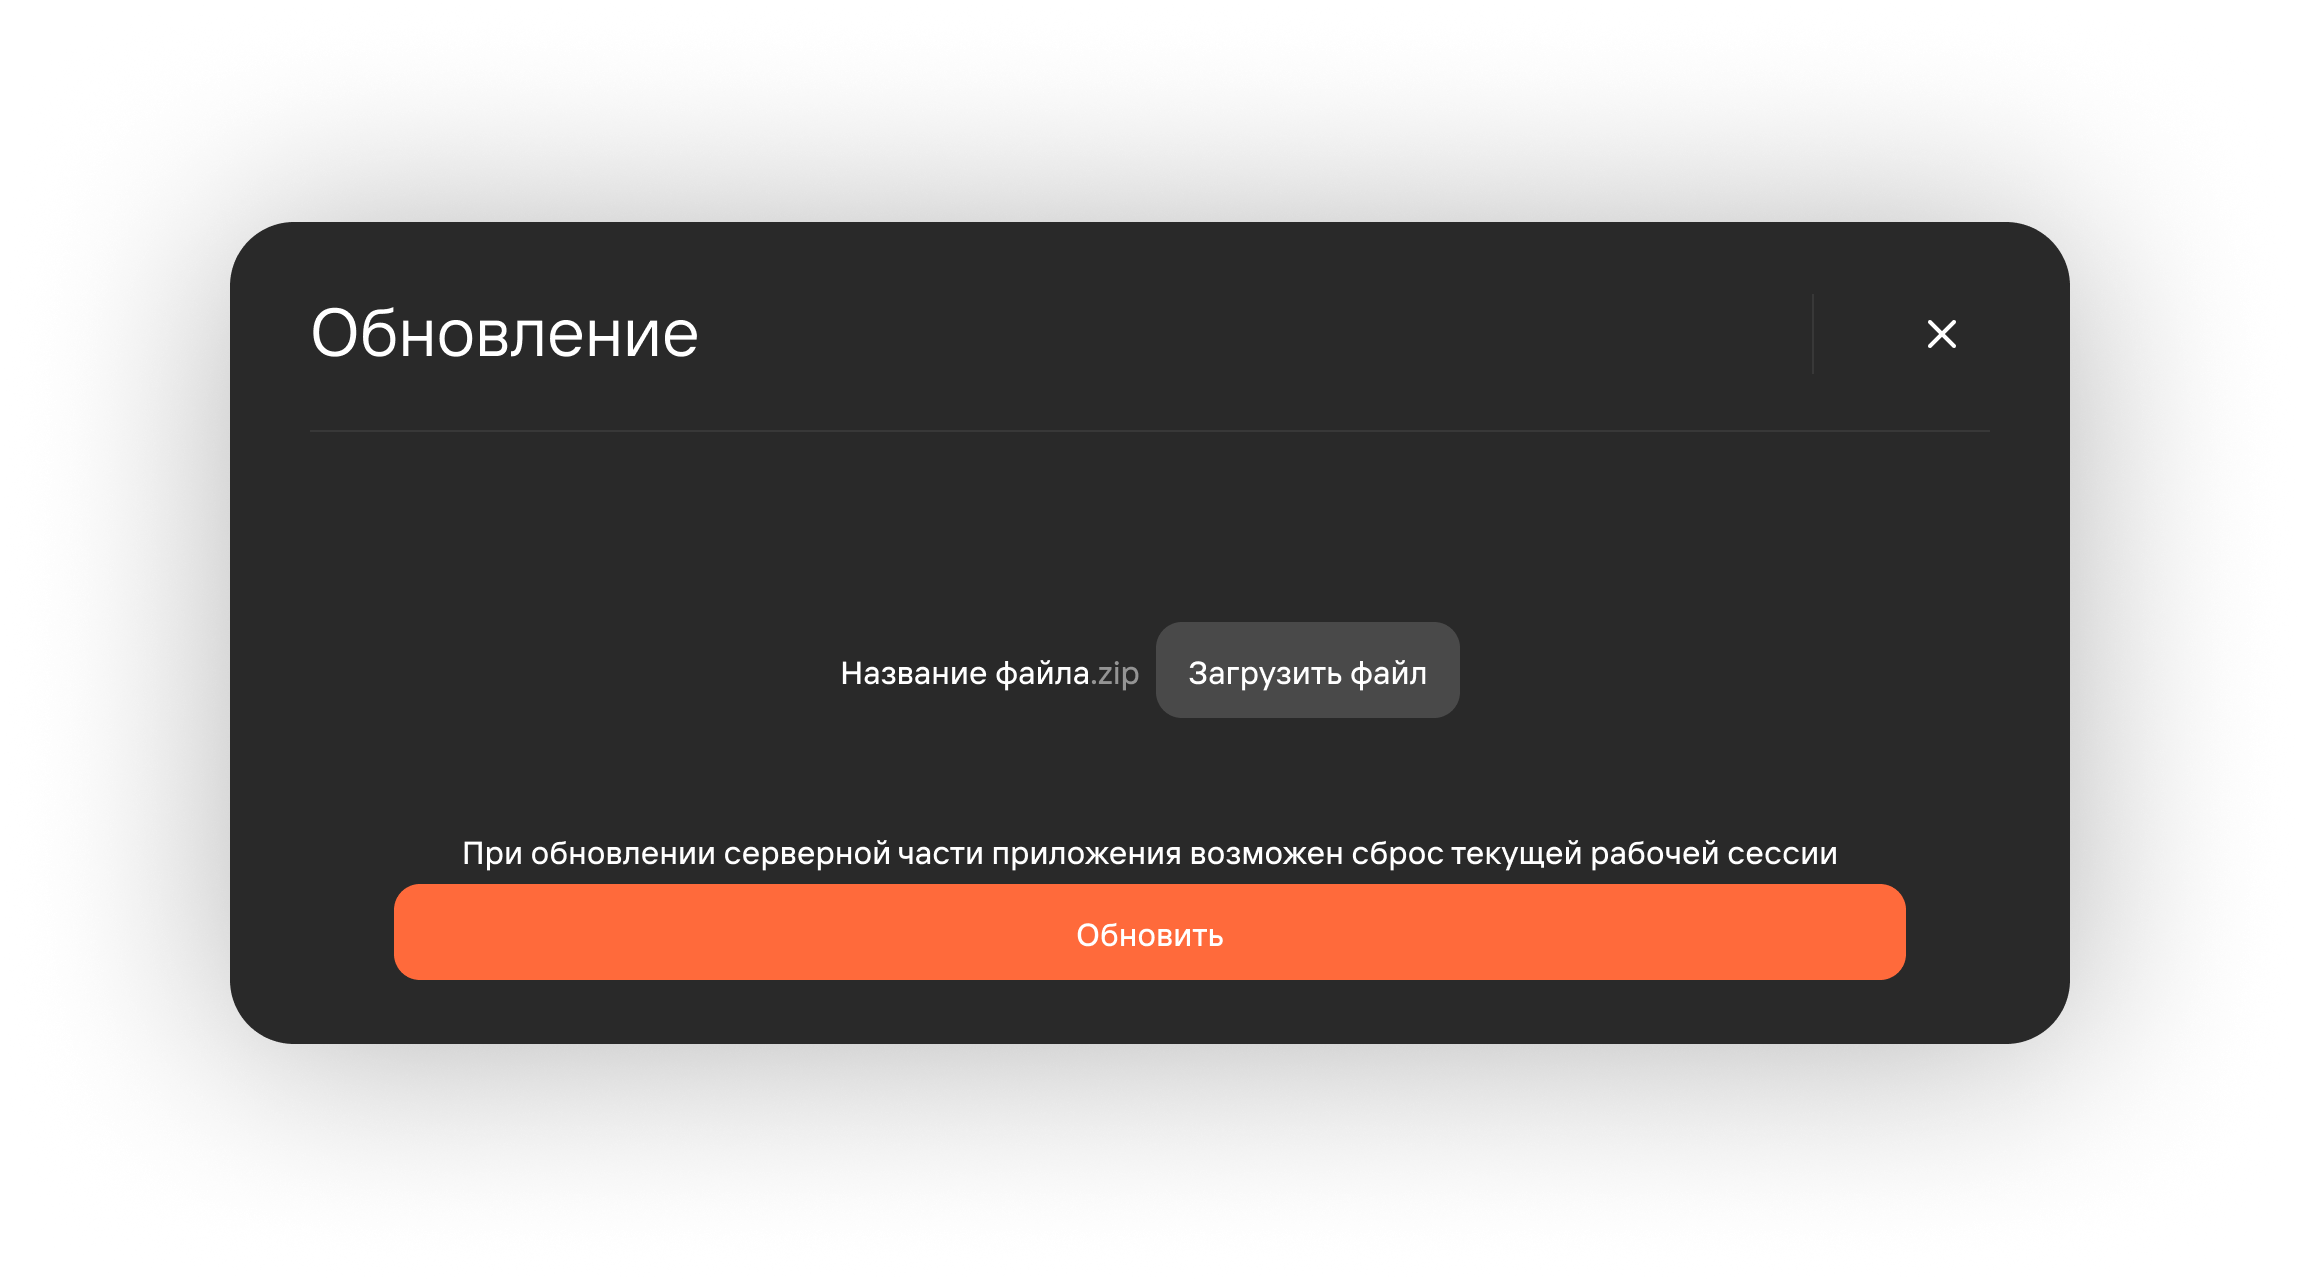 Обновление
Название файла.zip Загрузить файл
При обновлении серверной части приложения возможен сброс текущей рабочей сессии
Обновить